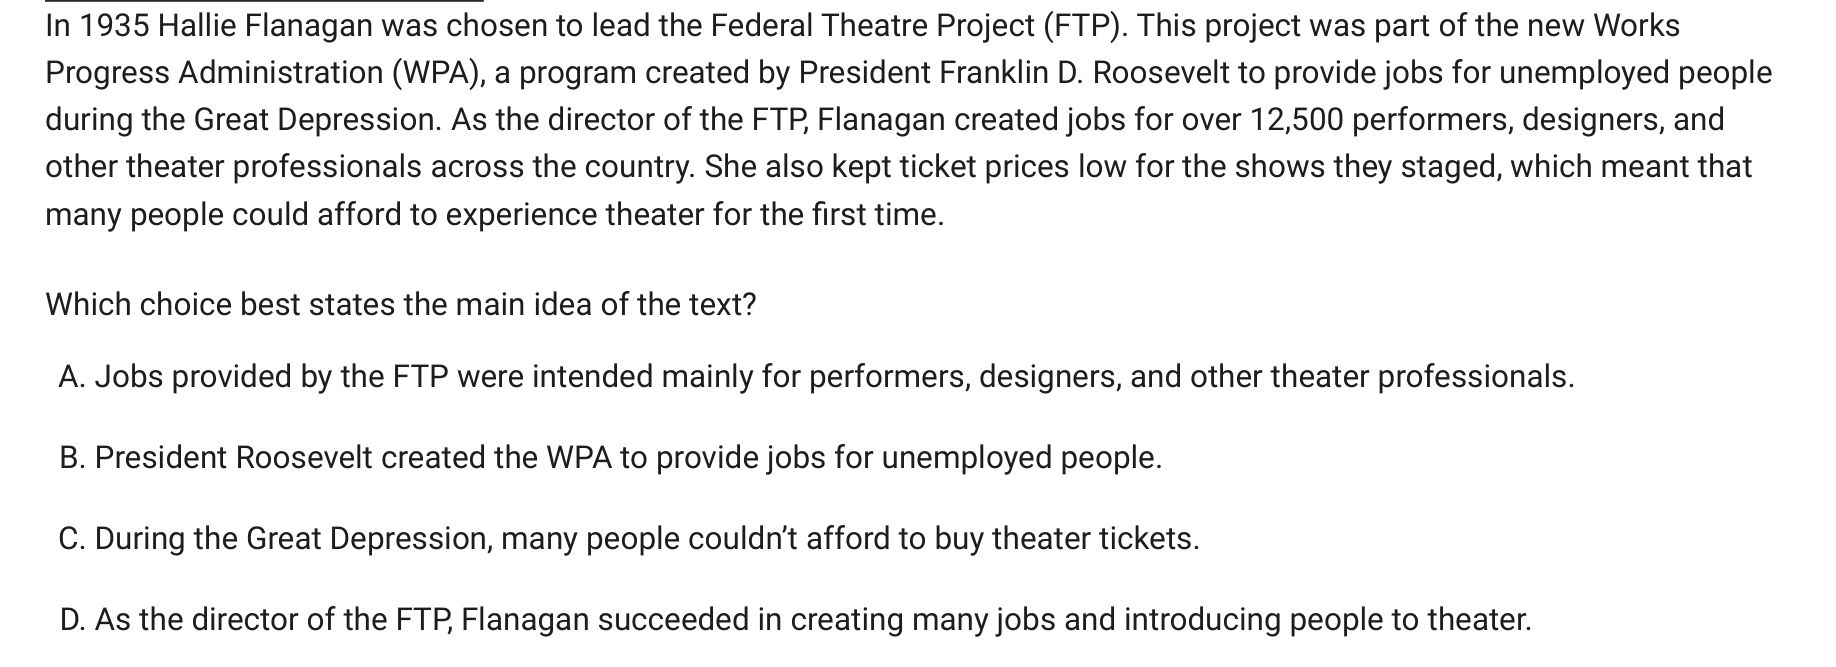 In 1935 Hallie Flanagan was chosen to lead the Federal Theatre Project (FTP). This project was part of the new Works
Progress Administration (WPA), a program created by President Franklin D. Roosevelt to provide jobs for unemployed people
during the Great Depression. As the director of the FTP, Flanagan created jobs for over 12,500 performers, designers, and
other theater professionals across the country. She also kept ticket prices low for the shows they staged, which meant that
many people could afford to experience theater for the first time.
Which choice best states the main idea of the text?
A. Jobs provided by the FTP were intended mainly for performers, designers, and other theater professionals.
B. President Roosevelt created the WPA to provide jobs for unemployed people.
C. During the Great Depression, many people couldn't afford to buy theater tickets.
D. As the director of the FTP, Flanagan succeeded in creating many jobs and introducing people to theater.